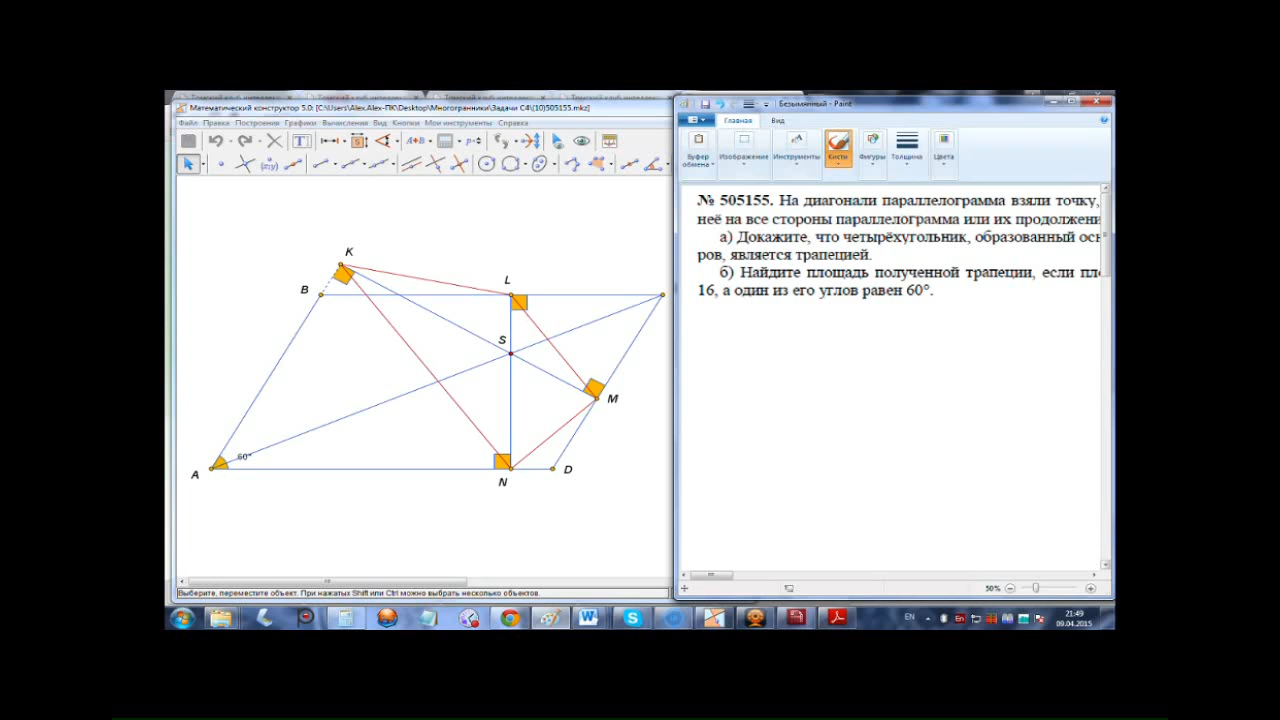 Математический конструктор 5.0: [C:\Users\Alex.Alex-ПК\Desktop\Многогранники\Задачи C4\(10)505155.mkz]
Файл Правка Построения Графики Вычисления Вид Кнопки Мои инструменты Справка
K
B
L
S
M
60°
A
N
D
Выберите, переместите объект. При нажатых Shift или Ctrl можно выбрать несколько объектов.
Безымянный - Paint
Главная Вид
Буфер обмена
Изображение
Инструменты
Кисти
Фигуры
Толщина
Цвета
№ 505155. На диагонали параллелограмма взяли точку,
неё на все стороны параллелограмма или их продолжени
а) Докажите, что четырёхугольник, образованный осн
ров, является трапецией.
б) Найдите площадь полученной трапеции, если пло
16, а один из его углов равен 60°.
50%
EN
21:49
09.04.2015